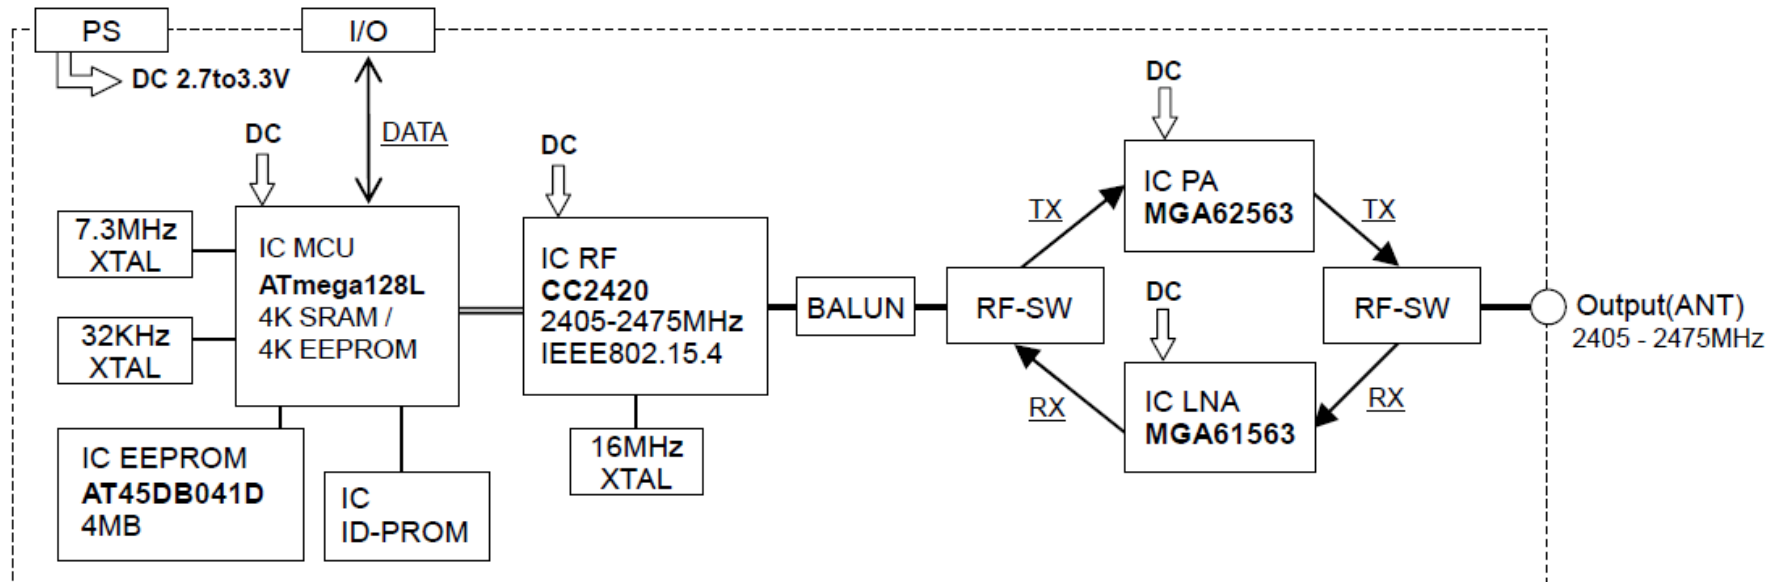 PS
I/O
DC 2.7to3.3V
DATA
DC
DC
DC
7.3MHz
XTAL
32KHz
XTAL
IC MCU
ATmega128L
4K SRAM /
4K EEPROM
IC EEPROM
AT45DB041D
4MB
IC
ID-PROM
IC RF
CC2420
2405-2475MHz
IEEE802.15.4
16MHz
XTAL
BALUN
RF-SW
TX
IC PA
MGA62563
TX
RX
DC
IC LNA
MGA61563
RX
RF-SW
Output(ANT)
2405 - 2475MHz